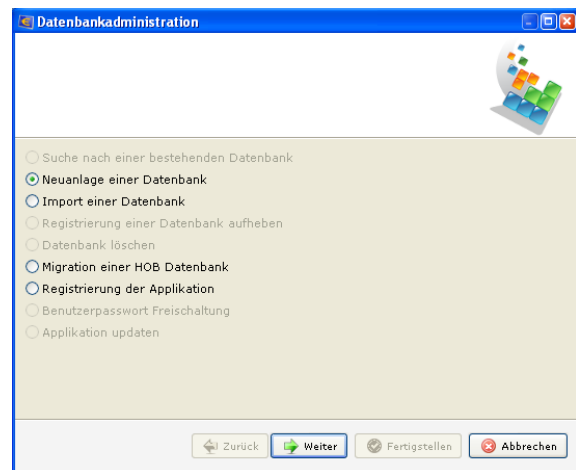 Datenbankadministration
Suche nach einer bestehenden Datenbank
Neuanlage einer Datenbank
Import einer Datenbank
Registrierung einer Datenbank aufheben
Datenbank löschen
Migration einer HOB Datenbank
Registrierung der Applikation
Benutzerpasswort Freischaltung
Applikation updaten
Zurück Weiter Fertigstellen Abbrechen